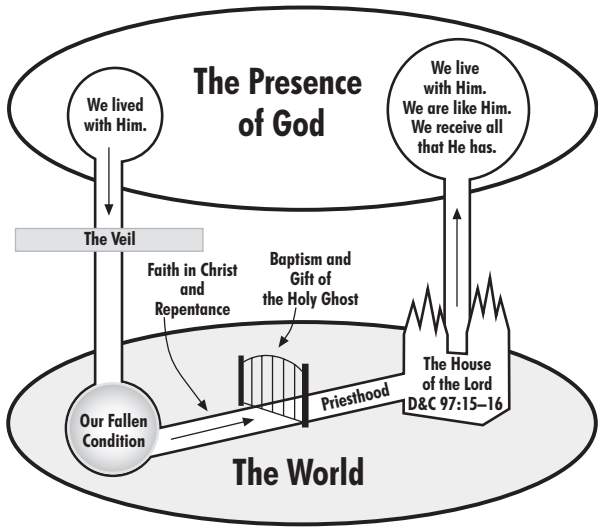 The Presence
of God
We lived
with Him.
We live
with Him.
We are like Him.
We receive all
that He has.
The Veil
Faith in Christ
and
Repentance
Baptism and
Gift of
the Holy Ghost
The House
of the Lord
D&C 97:15–16
Priesthood
Our Fallen
Condition
The World